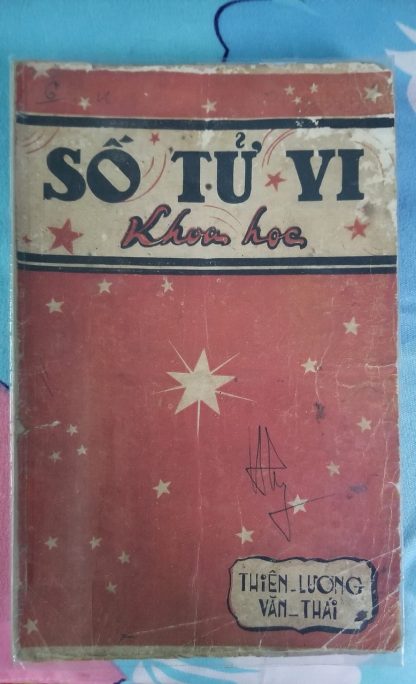 SỐ TỬ VI
Khoa học
THIÊN_LƯƠNG
VĂN_THÁI